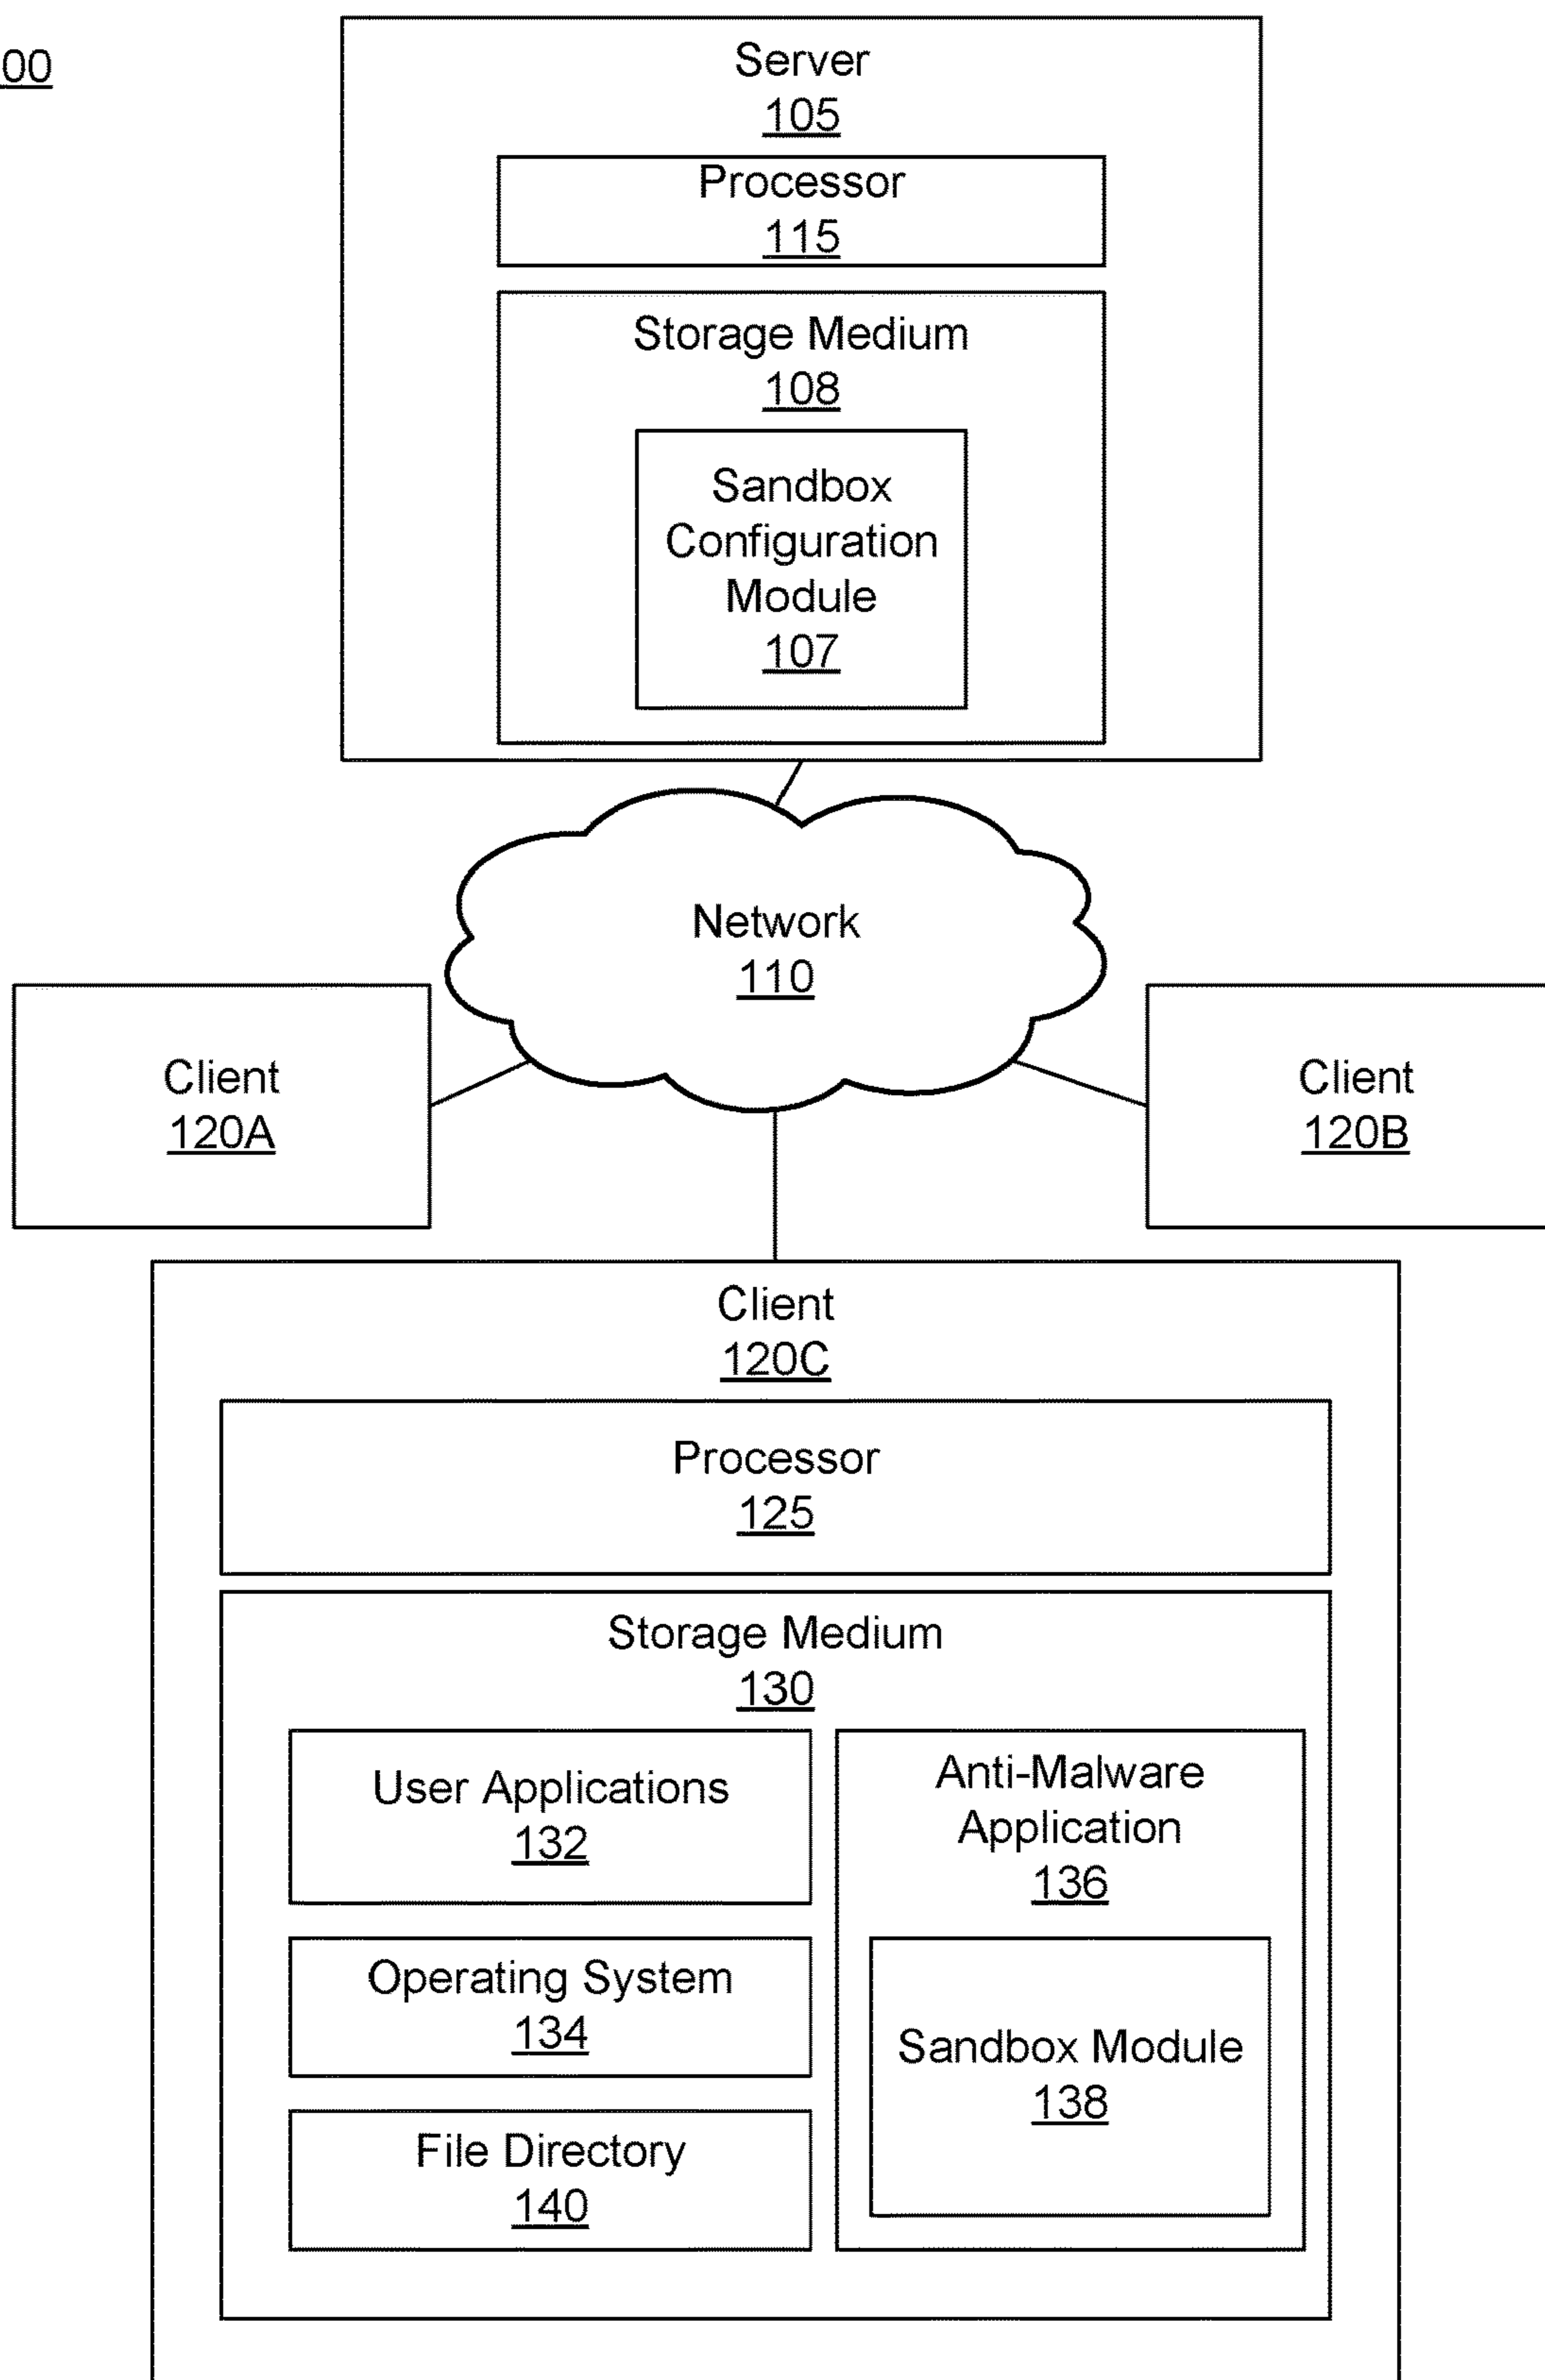 00
Server
105
Processor
115
Storage Medium
108
Sandbox
Configuration
Module
107
Network
110
Client
120A
Client
120B
Client
120C
Processor
125
Storage Medium
130
User Applications
132
Operating System
134
File Directory
140
Anti-Malware
Application
136
Sandbox Module
138